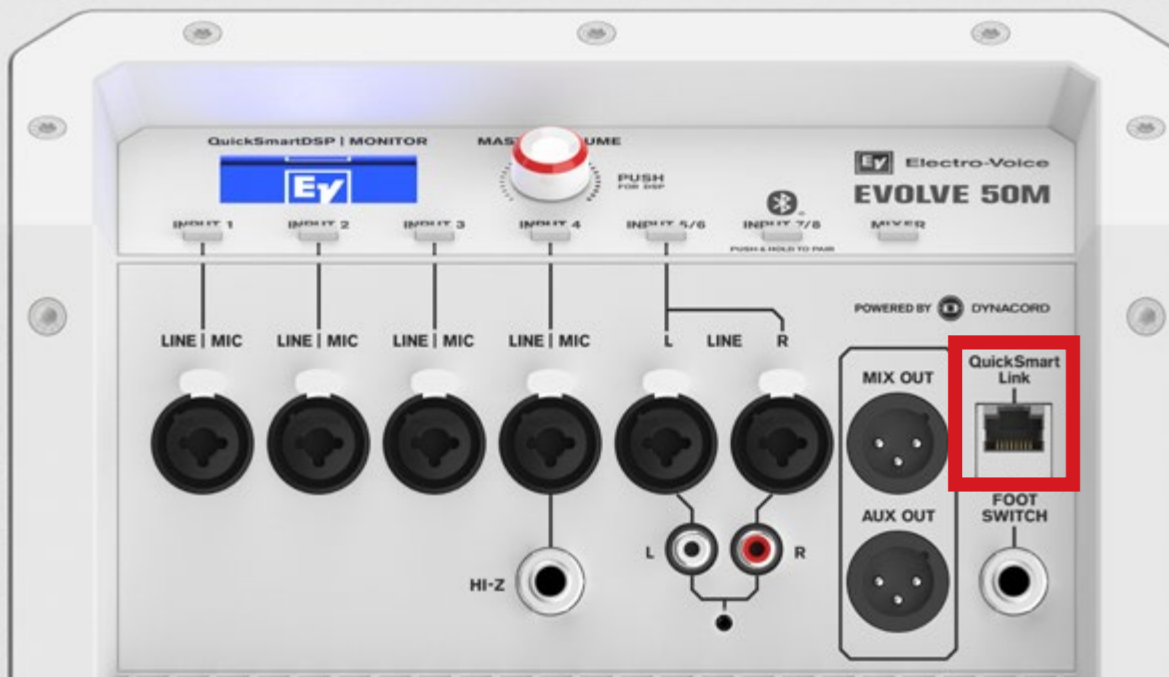 QuickSmartDSP | MONITOR
PUSH
FOR DSP
EV
EV Electro-Voice
EVOLVE 50M
INPUT 1
INPUT 2
INPUT 3
INPUT 4
INPUT 5/6
INPUT 7/8
MIXER
PUSH & HOLD TO PAIR
POWERED BY DYNACORD
LINE | MIC
LINE | MIC
LINE | MIC
LINE | MIC
L LINE R
MIX OUT
QuickSmart
Link
AUX OUT
FOOT
SWITCH
L
R
HI-Z